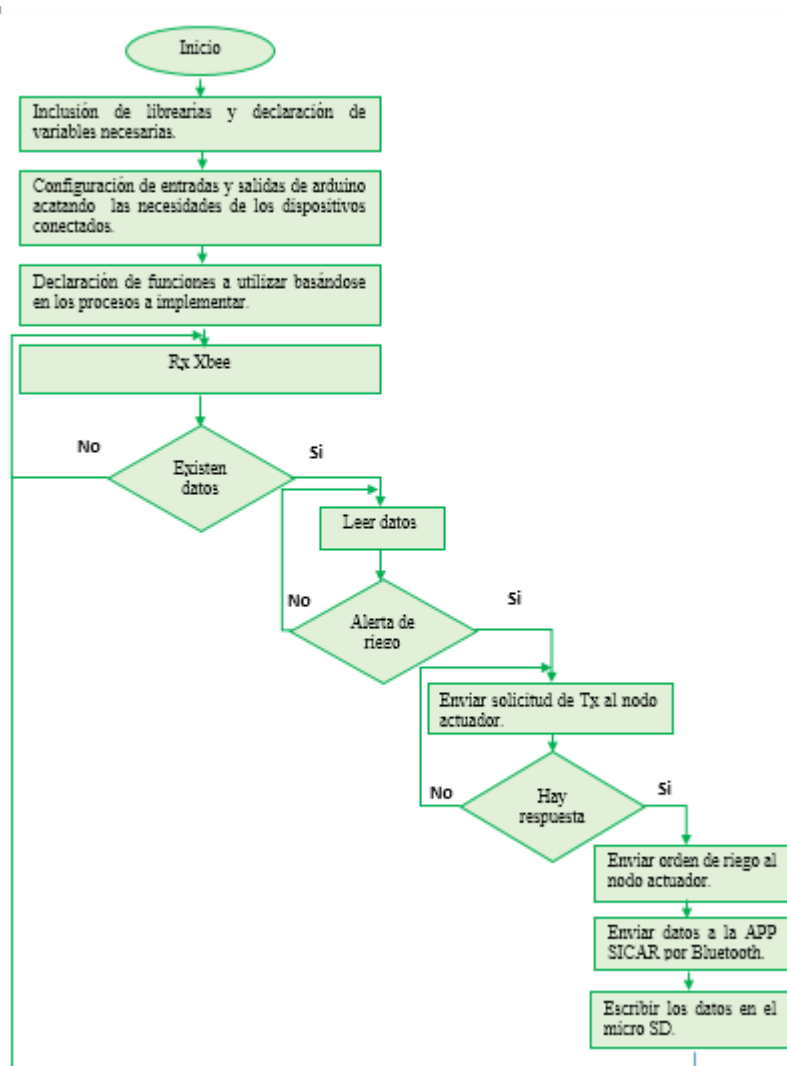 Inicio
Inclusión de librearias y declaración de
variables necesarias.
Configuración de entradas y salidas de arduino
acatando las necesidades de los dispositivos
conectados.
Declaración de funciones a utilizar basándose
en los procesos a implementar.
Rx Xbee
No
Si
Existen
datos
Leer datos
No
Si
Alerta de
riego
Enviar solicitud de Tx al nodo
actuador.
No
Si
Hay
respuesta
Enviar orden de riego al
nodo actuador.
Enviar datos a la APP
SICAR por Bluetooth.
Escribir los datos en el
micro SD.